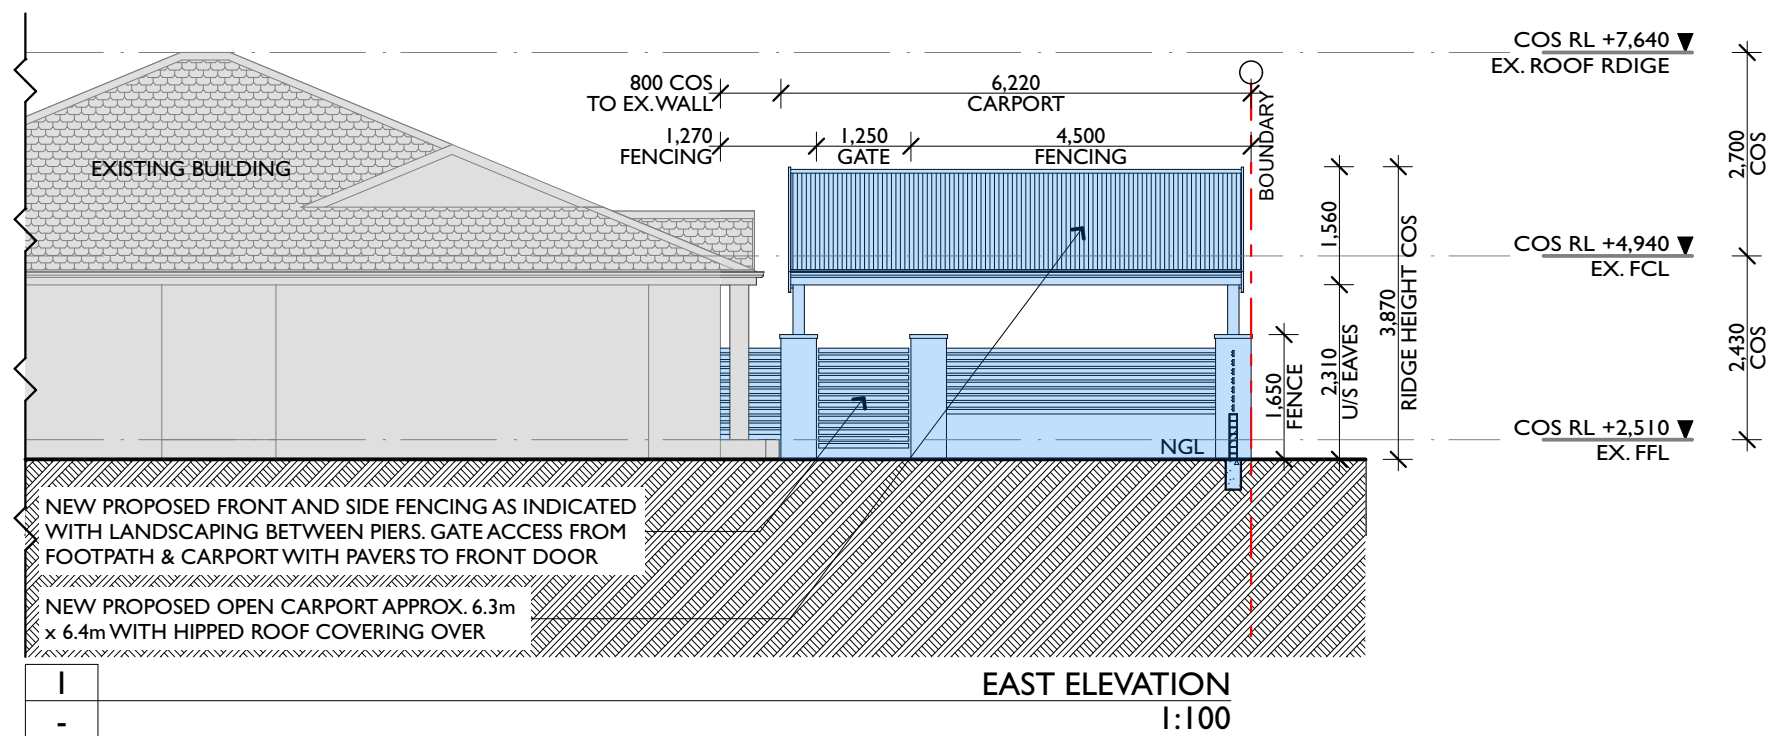 COS RL +7,640
EX. ROOF RDIGE
800 COS
TO EX. WALL
6,220
CARPORT
BOUNDARY
1,270
FENCING
1,250
GATE
4,500
FENCING
EXISTING BUILDING
2,700
COS
1,560
COS RL +4,940
EX. FCL
3,870
RIDGE HEIGHT COS
2,310
U/S EAVES
1,650
FENCE
2,430
COS
COS RL +2,510
EX. FFL
NGL
NEW PROPOSED FRONT AND SIDE FENCING AS INDICATED
WITH LANDSCAPING BETWEEN PIERS. GATE ACCESS FROM
FOOTPATH & CARPORT WITH PAVERS TO FRONT DOOR
NEW PROPOSED OPEN CARPORT APPROX. 6.3m
x 6.4m WITH HIPPED ROOF COVERING OVER
1
-
EAST ELEVATION
1:100